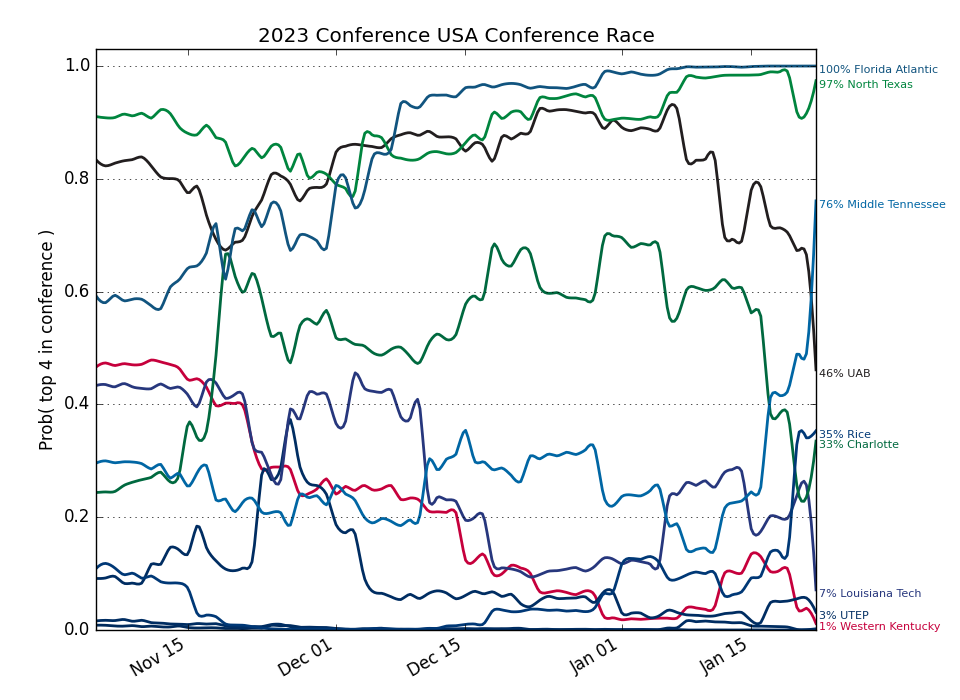 2023 Conference USA Conference Race
Prob( top 4 in conference )
1.0
0.8
0.6
0.4
0.2
0.0
Nov 15
Dec 01
Dec 15
Jan 01
Jan 15
100% Florida Atlantic
97% North Texas
76% Middle Tennessee
46% UAB
35% Rice
33% Charlotte
7% Louisiana Tech
3% UTEP
1% Western Kentucky